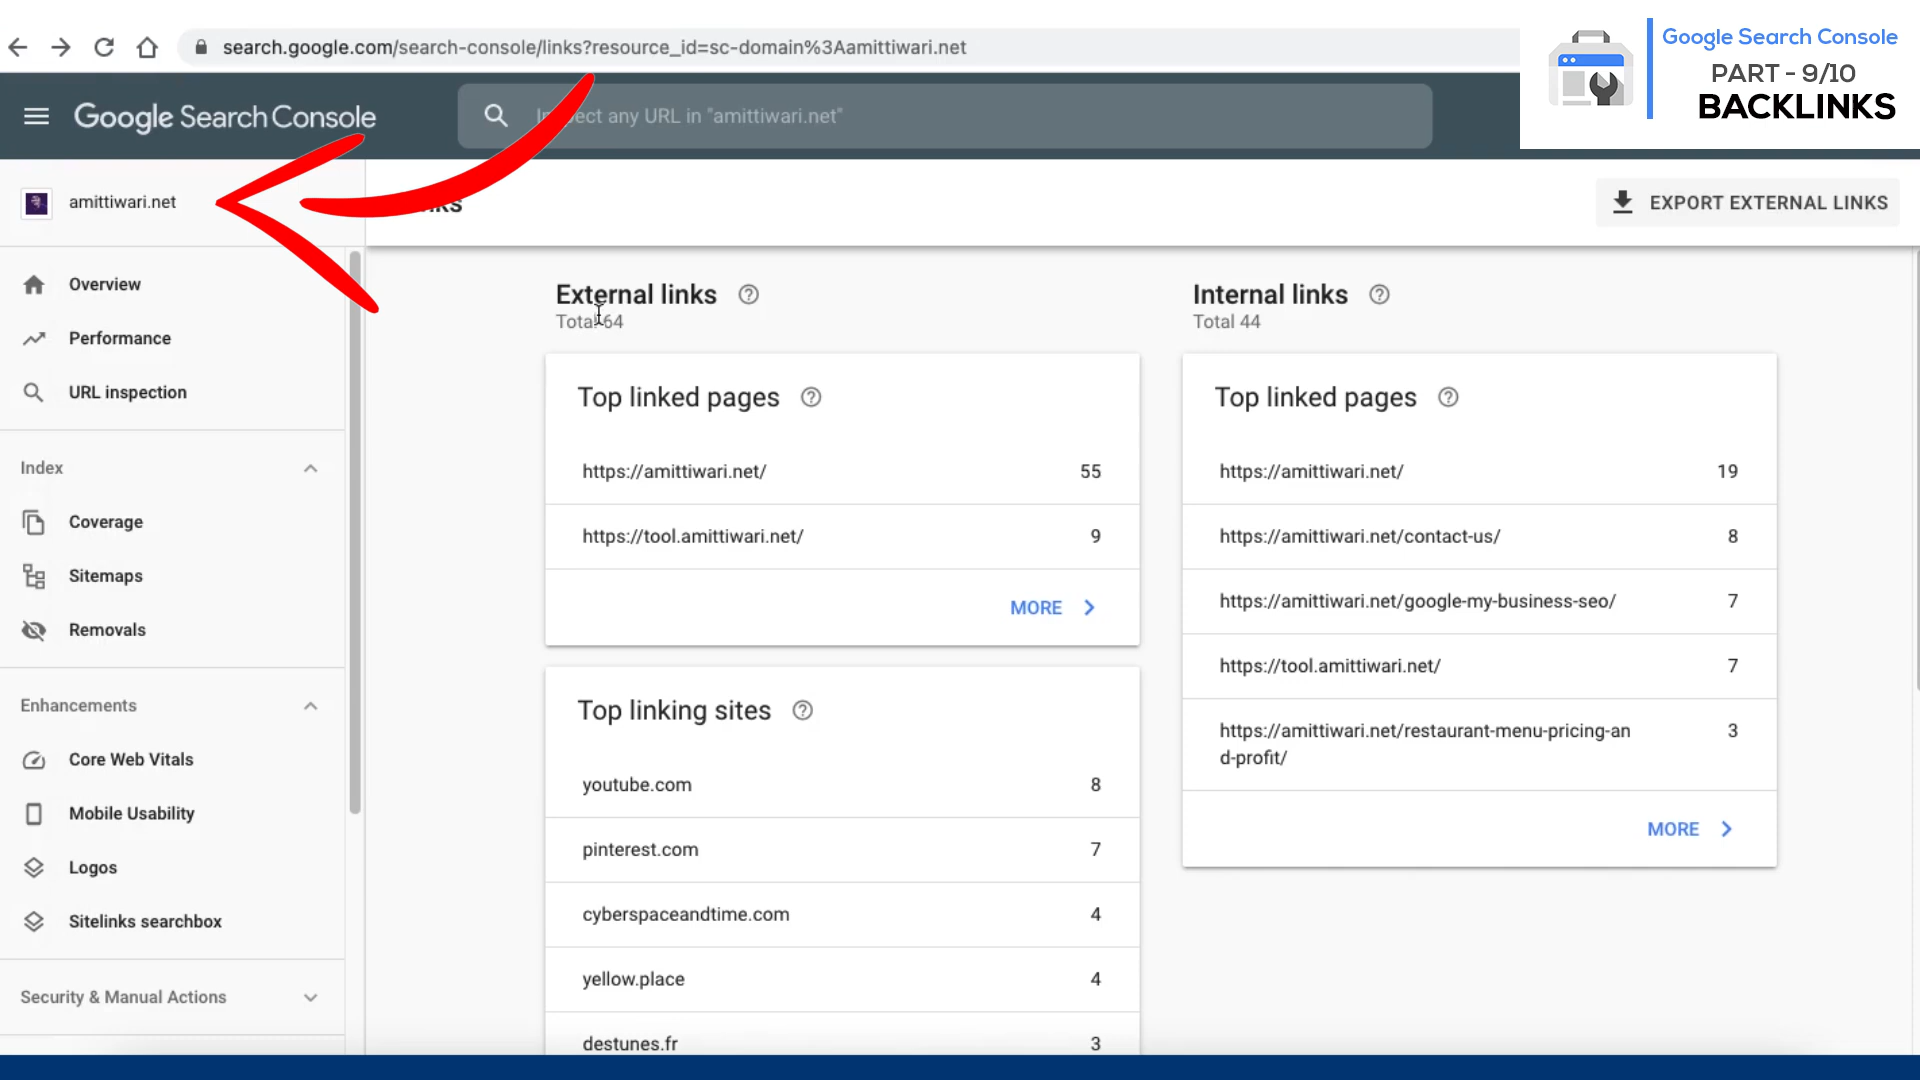 search.google.com/search-console/links?resource_id=sc-domain%3Aamittiwari.net
Google Search Console
PART - 9/10
BACKLINKS
Google Search Console
ect any URL in "amittiwari.net"
amittiwari.net
EXPORT EXTERNAL LINKS
Overview
Performance
URL inspection
Index
Coverage
Sitemaps
Removals
Enhancements
Core Web Vitals
Mobile Usability
Logos
Sitelinks searchbox
Security & Manual Actions
External links
Total 64
Top linked pages
https://amittiwari.net/ 55
https://tool.amittiwari.net/ 9
MORE
Top linking sites
youtube.com 8
pinterest.com 7
cyberspaceandtime.com 4
yellow.place 4
destunes.fr 3
Internal links
Total 44
Top linked pages
https://amittiwari.net/ 19
https://amittiwari.net/contact-us/ 8
https://amittiwari.net/google-my-business-seo/ 7
https://tool.amittiwari.net/ 7
https://amittiwari.net/restaurant-menu-pricing-an 3
d-profit/
MORE